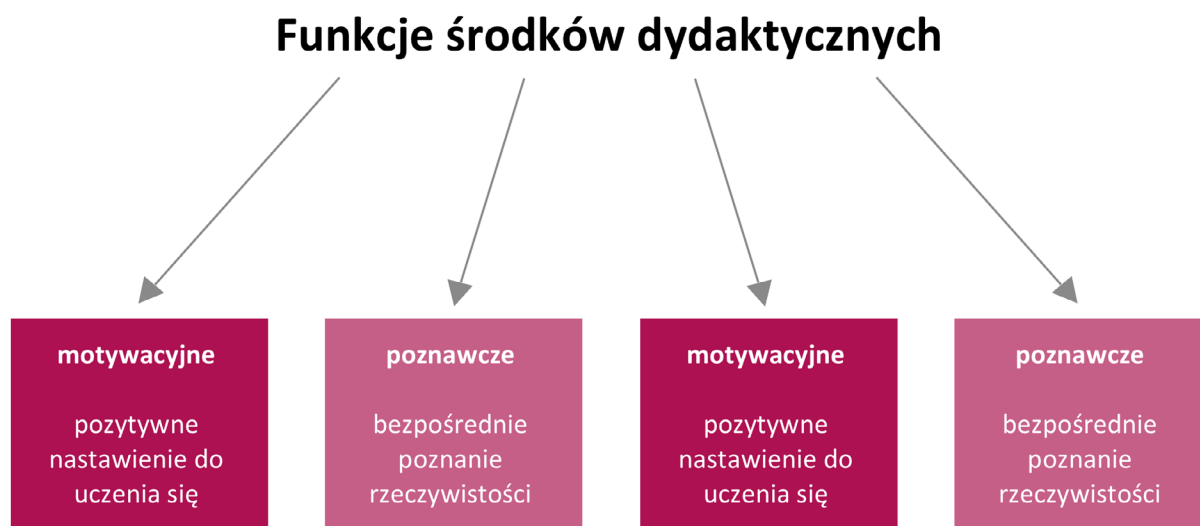 Funkcje środków dydaktycznych
motywacyjne
pozytywne
nastawienie do
uczenia się
poznawcze
bezpośrednie
poznanie
rzeczywistości
motywacyjne
pozytywne
nastawienie do
uczenia się
poznawcze
bezpośrednie
poznanie
rzeczywistości